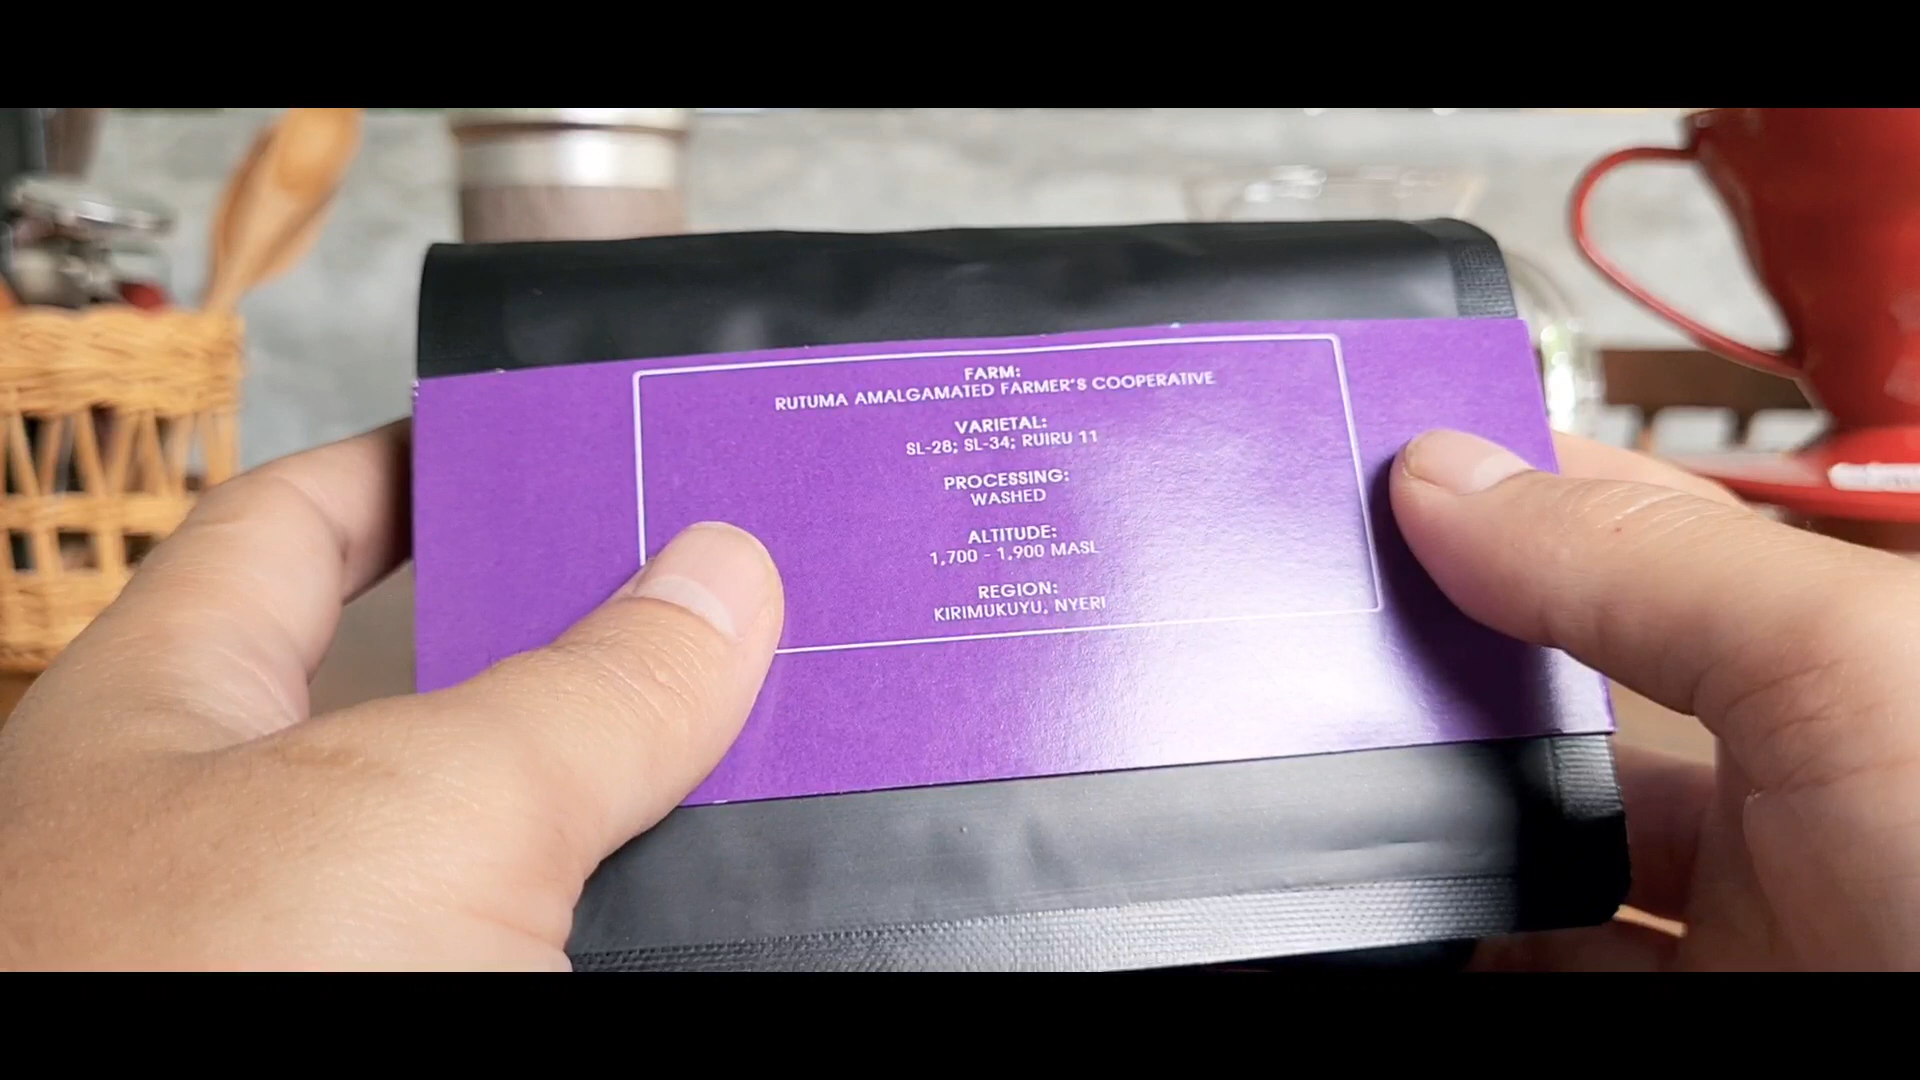 FARM:
RUTUMA AMALGAMATED FARMER'S COOPERATIVE
VARIETAL:
SL-28; SL-34; RUIRU 11
PROCESSING:
WASHED
ALTITUDE:
1,700 - 1,900 MASL
REGION:
KIRIMUKUYU, NYERI